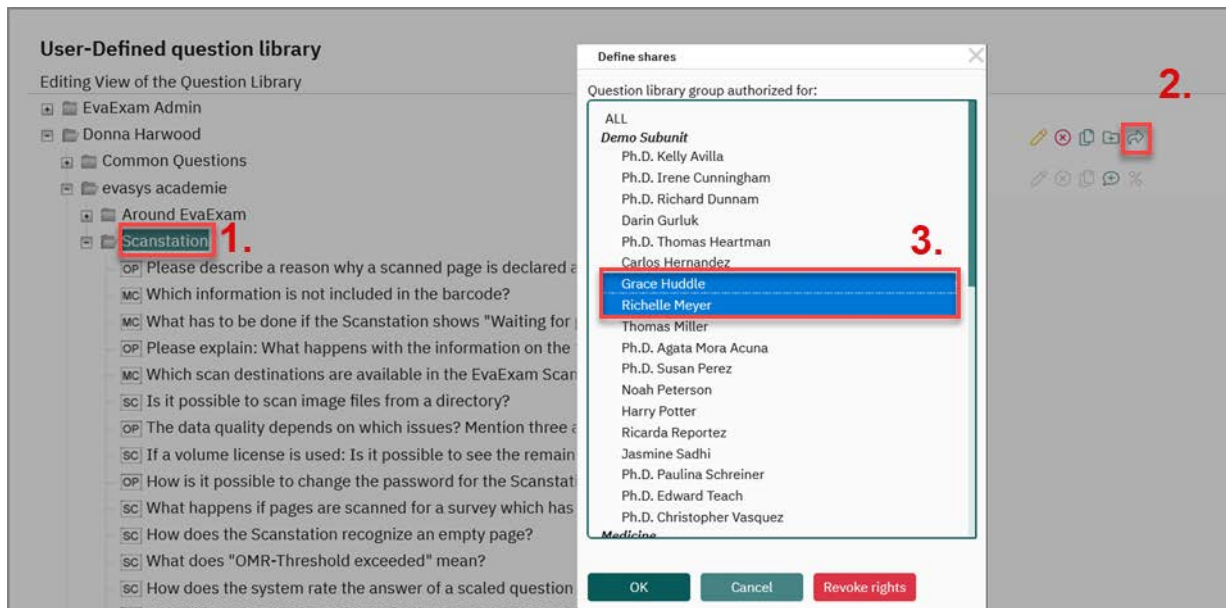 User-Defined question library
Editing View of the Question Library
EvaExam Admin
Donna Harwood
Common Questions
evasys academie
Around EvaExam
Scanstation
1.
OP Please describe a reason why a scanned page is declared a
MC Which information is not included in the barcode?
MC What has to be done if the Scanstation shows "Waiting for
OP Please explain: What happens with the information on the
MC Which scan destinations are available in the EvaExam Scan
SC Is it possible to scan image files from a directory?
OP The data quality depends on which issues? Mention three a
SC If a volume license is used: Is it possible to see the remain
OP How is it possible to change the password for the Scanstati
SC What happens if pages are scanned for a survey which has
SC How does the Scanstation recognize an empty page?
SC What does "OMR-Threshold exceeded" mean?
SC How does the system rate the answer of a scaled question
Define shares
Question library group authorized for:
ALL
Demo Subunit
Ph.D. Kelly Avilla
Ph.D. Irene Cunningham
Ph.D. Richard Dunnam
Darin Gurluk
Ph.D. Thomas Heartman
Carlos Hernandez
3.
Grace Huddle
Richelle Meyer
Thomas Miller
Ph.D. Agata Mora Acuna
Ph.D. Susan Perez
Noah Peterson
Harry Potter
Ricarda Reportez
Jasmine Sadhi
Ph.D. Paulina Schreiner
Ph.D. Edward Teach
Ph.D. Christopher Vasquez
Medicine
OK Cancel Revoke rights
2.